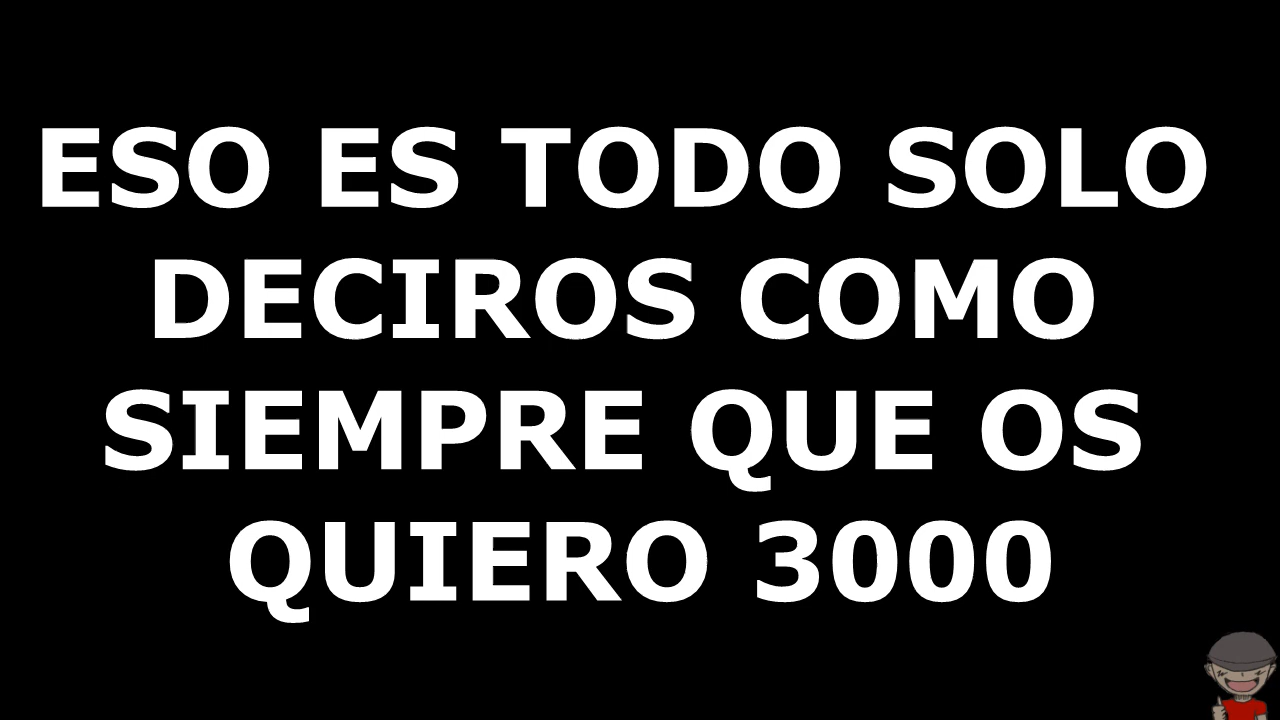 ESO ES TODO SOLO
DECIROS COMO
SIEMPRE QUE OS
QUIERO 3000